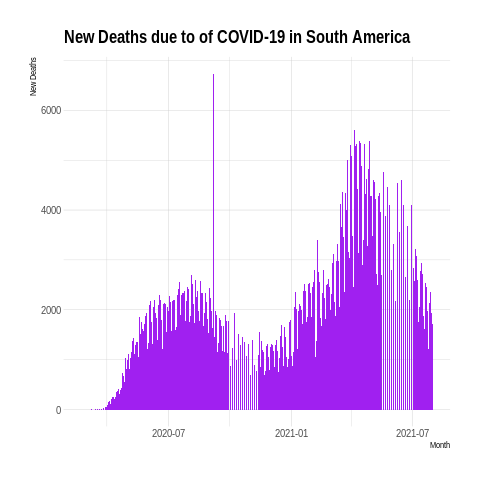 New Deaths due to of COVID-19 in South America
New Deaths
6000
4000
2000
0
2020-07
2021-01
2021-07
Month